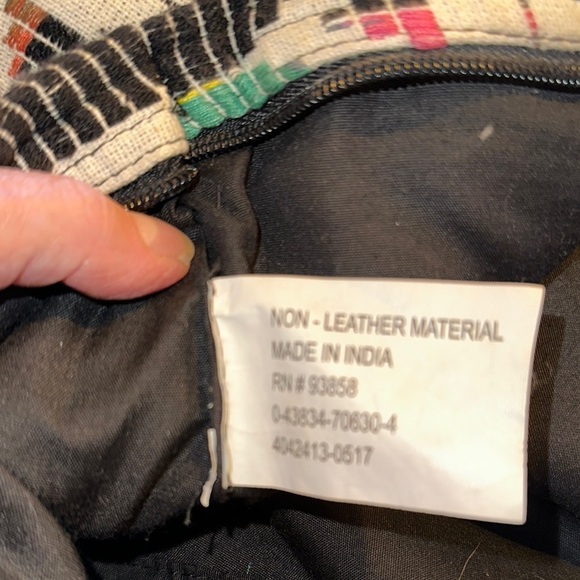 NON - LEATHER MATERIAL
MADE IN INDIA
RN # 93858
0-43834-70630-4
4042413-0517